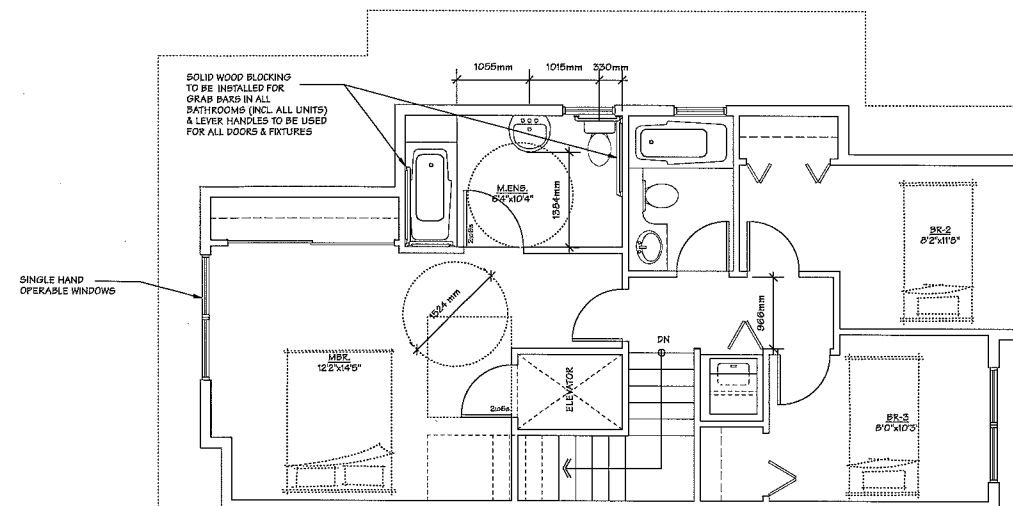 1055mm 1015mm 330mm
SOLID WOOD BLOCKING
TO BE INSTALLED FOR
GRAB BARS IN ALL
BATHROOMS (INCL. ALL UNITS)
& LEVER HANDLES TO BE USED
FOR ALL DOORS & FIXTURES
M.ENS.
6'4"x10'4"
1384mm
2'0"
BR-2
8'2"x11'8"
SINGLE HAND
OPERABLE WINDOWS
1524 mm
966mm
DN
MBR.
12'2"x14'5"
ELEVATOR
BR-3
8'0"x10'3"